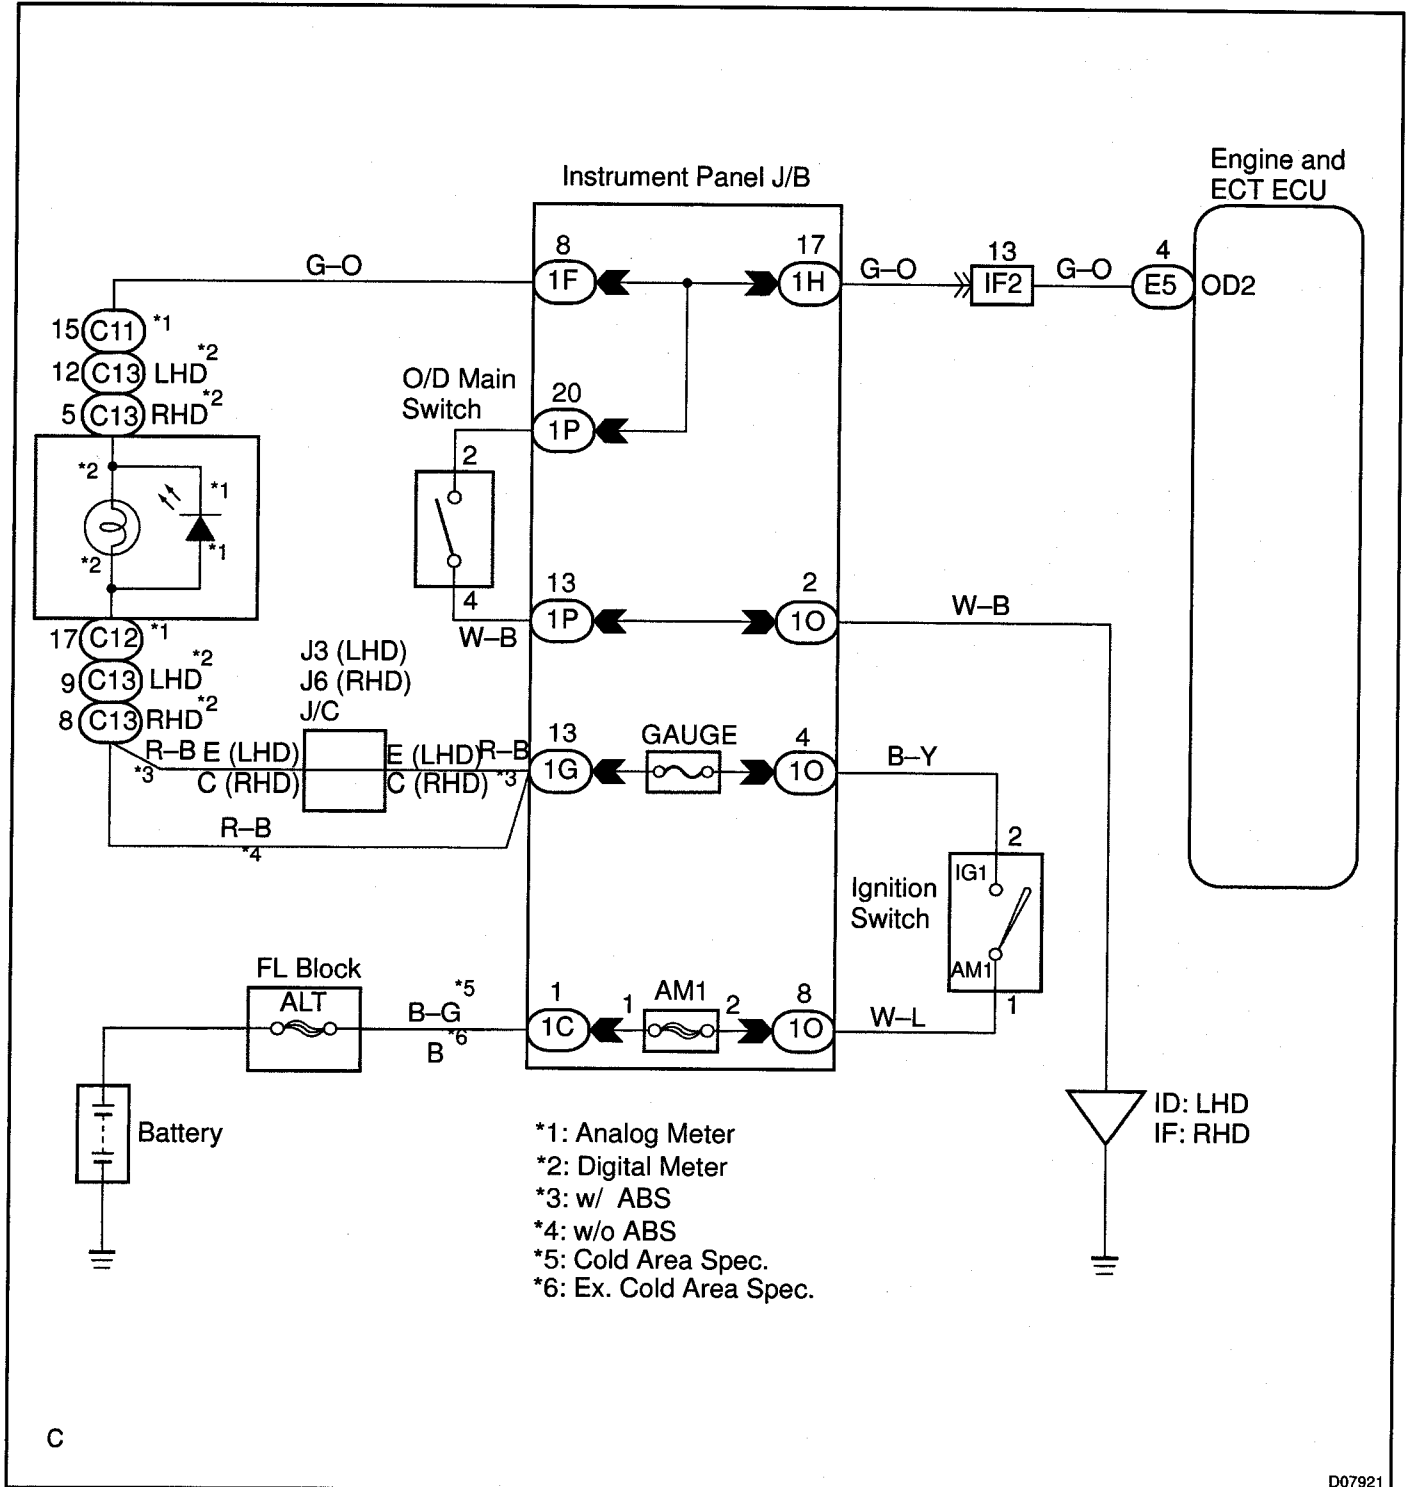 Engine and
ECT ECU
Instrument Panel J/B
8
17
13
4
G–O
1F
1H
G–O
IF2
G–O
E5
OD2
15
C11
*1
12
C13
LHD
*2
5
C13
RHD
*2
O/D Main
Switch
20
1P
2
*2
*1
*2
*1
4
W–B
13
1P
2
1O
W–B
17
C12
*1
9
C13
LHD
*2
8
C13
RHD
*2
J3 (LHD)
J6 (RHD)
J/C
R–B
*3
E (LHD)
C (RHD)
E (LHD)
C (RHD)
R–B
*3
13
1G
GAUGE
4
1O
B–Y
R–B
*4
2
IG1
Ignition
Switch
AM1
1
FL Block
ALT
B–G
*5
B
*6
1
1C
1
AM1
2
8
1O
W–L
Battery
ID: LHD
IF: RHD
*1: Analog Meter
*2: Digital Meter
*3: w/ ABS
*4: w/o ABS
*5: Cold Area Spec.
*6: Ex. Cold Area Spec.
C
D07921